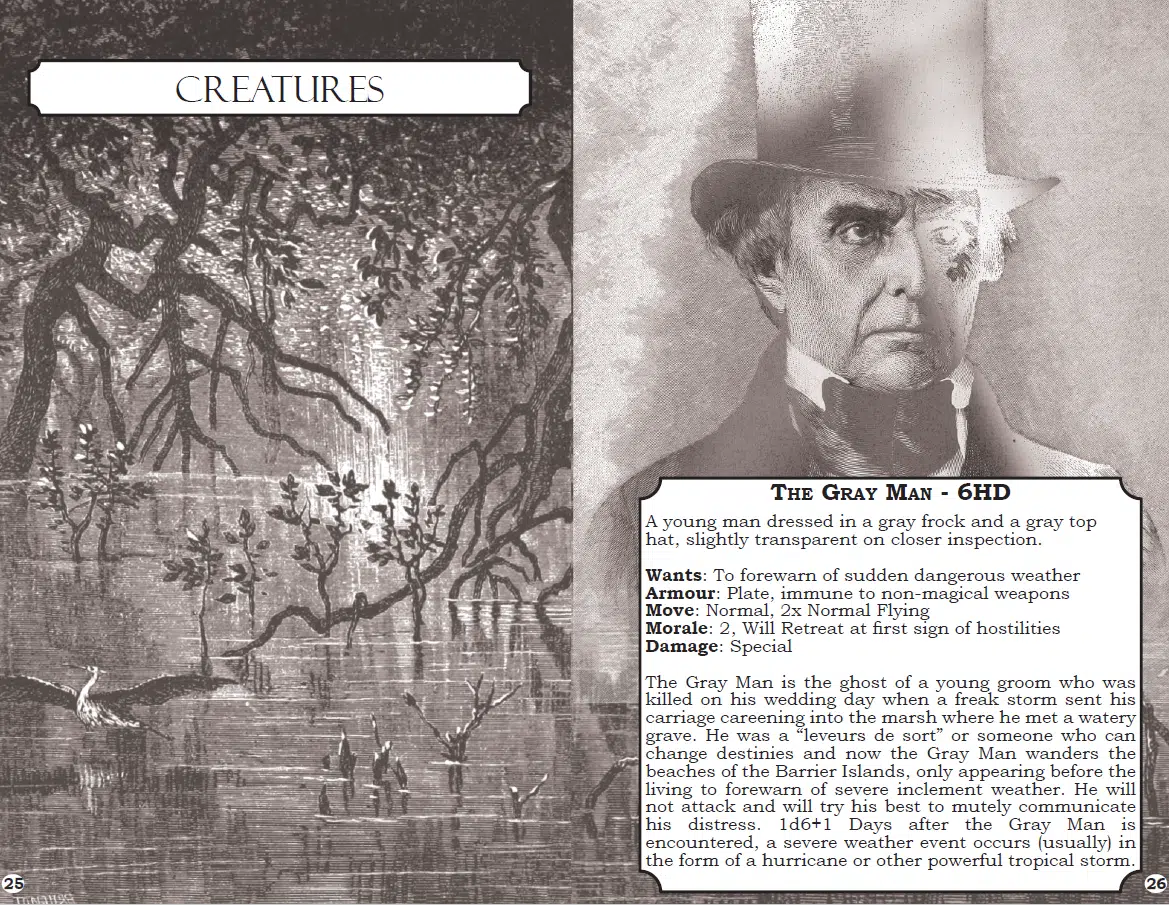 CREATURES
25
The Gray Man - 6HD
A young man dressed in a gray frock and a gray top
hat, slightly transparent on closer inspection.
Wants: To forewarn of sudden dangerous weather
Armour: Plate, immune to non-magical weapons
Move: Normal, 2x Normal Flying
Morale: 2, Will Retreat at first sign of hostilities
Damage: Special
The Gray Man is the ghost of a young groom who was
killed on his wedding day when a freak storm sent his
carriage careening into the marsh where he met a watery
grave. He was a “leveurs de sort” or someone who can
change destinies and now the Gray Man wanders the
beaches of the Barrier Islands, only appearing before the
living to forewarn of severe inclement weather. He will
not attack and will try his best to mutely communicate
his distress. 1d6+1 Days after the Gray Man is
encountered, a severe weather event occurs (usually) in
the form of a hurricane or other powerful tropical storm.
26